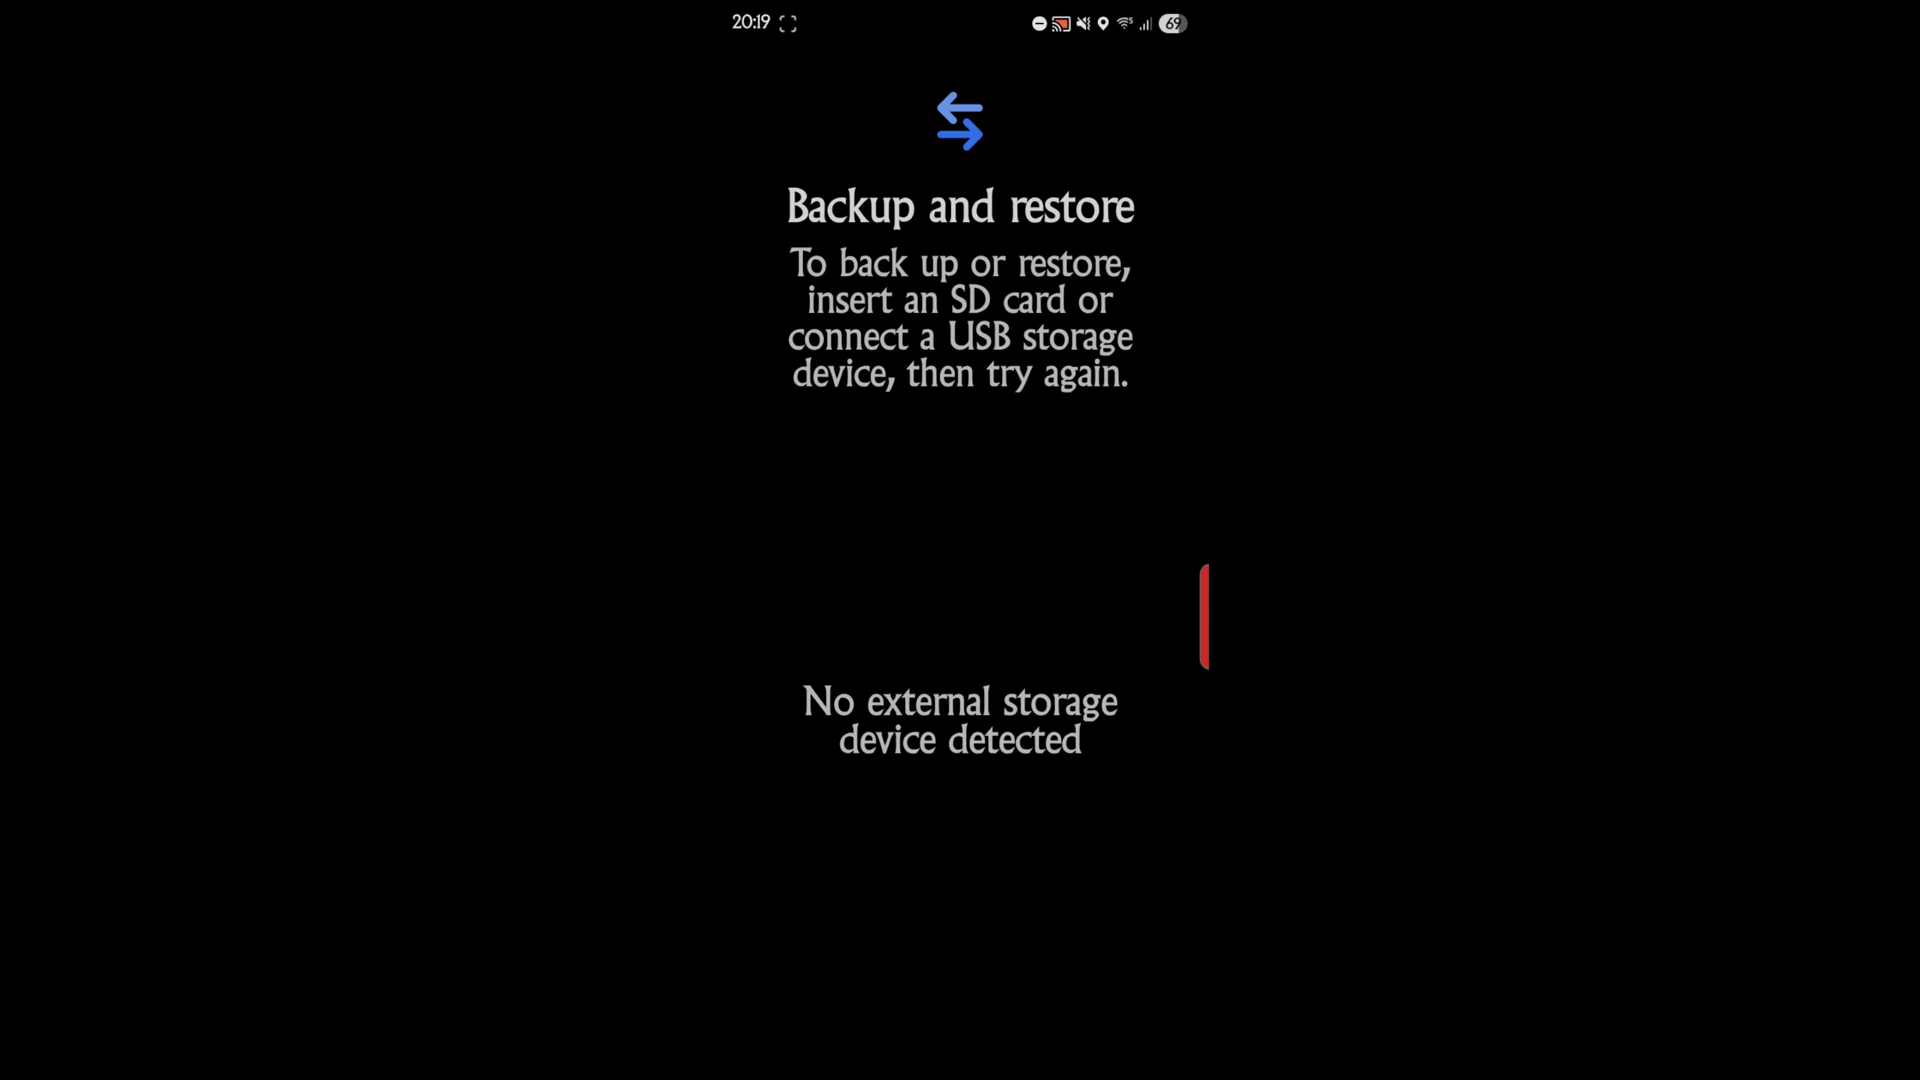 20:19
69
Backup and restore
To back up or restore,
insert an SD card or
connect a USB storage
device, then try again.
No external storage
device detected